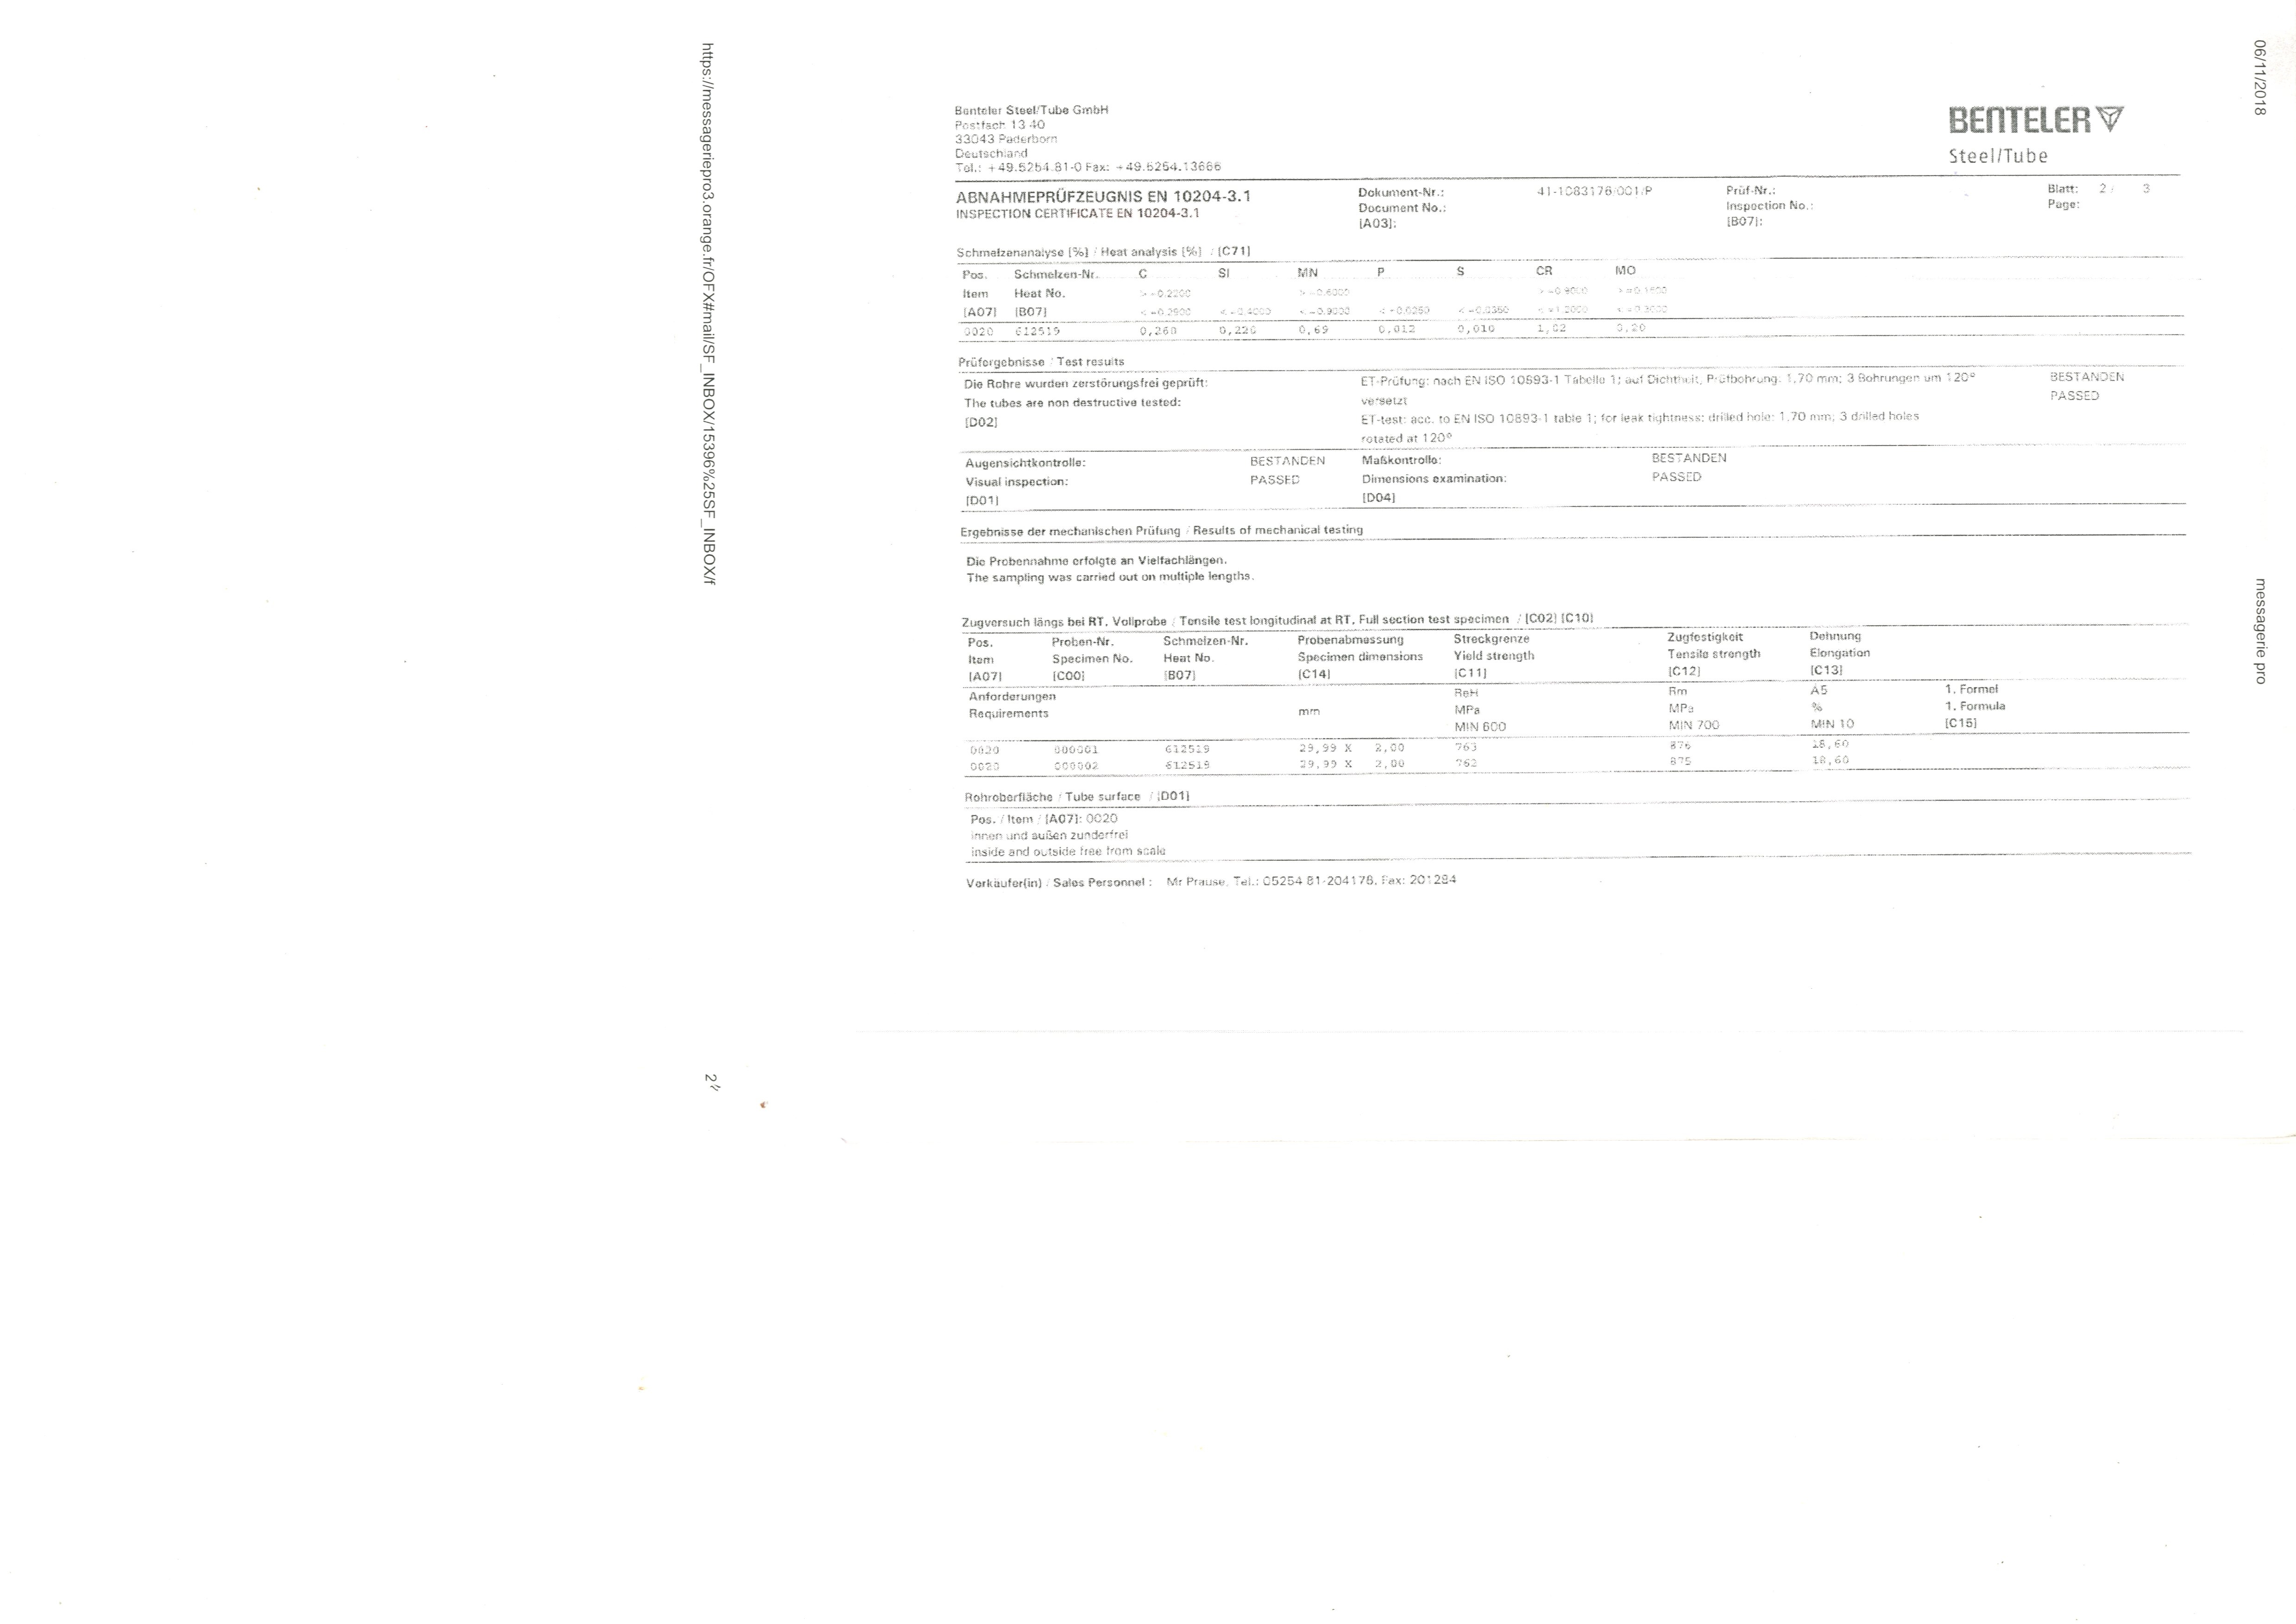 06/11/2018
messagerie pro
Benteler Steel/Tube GmbH
Postfach 13 40
33043 Paderborn
Deutschland
Tel.: +49.5254.81-0 Fax: +49.5254.13666
BENTELER
Steel/Tube
ABNAHMEPRÜFZEUGNIS EN 10204-3.1
INSPECTION CERTIFICATE EN 10204-3.1
Dokument-Nr.: 41-1083176/001/P
Document No.:
[A03]:
Prüf-Nr.:
Inspection No.:
[B07]:
Blatt: 2 / 3
Page:
Schmelzenanalyse [%] / Heat analysis [%] / [C71]
Pos. Schmelzen-Nr. C SI MN P S CR MO
Item Heat No. >=0.2200 >=0.6000 >=0.9000 >=0.1500
[A07] [B07] <=0.2900 <=0.4000 <=0.9000 <=0.0250 <=0.0350 <=1.2000 <=0.3000
0020 612519 0,260 0,220 0,69 0,012 0,010 1,02 0,20
Prüfergebnisse / Test results
Die Rohre wurden zerstörungsfrei geprüft:
The tubes are non destructive tested:
[D02]
ET-Prüfung: nach EN ISO 10893-1 Tabelle 1; auf Dichtheit, Prüfbohrung: 1,70 mm; 3 Bohrungen um 120°
versetzt
ET-test: acc. to EN ISO 10893-1 table 1; for leak tightness; drilled hole: 1.70 mm; 3 drilled holes
rotated at 120°
BESTANDEN
PASSED
Augensichtkontrolle: BESTANDEN
Visual inspection: PASSED
[D01]
Maßkontrolle: BESTANDEN
Dimensions examination: PASSED
[D04]
Ergebnisse der mechanischen Prüfung / Results of mechanical testing
Die Probennahme erfolgte an Vielfachlängen.
The sampling was carried out on multiple lengths.
Zugversuch längs bei RT, Vollprobe / Tensile test longitudinal at RT, Full section test specimen / [C02] [C10]
Pos. Proben-Nr. Schmelzen-Nr. Probenabmessung Streckgrenze Zugfestigkeit Dehnung
Item Specimen No. Heat No. Specimen dimensions Yield strength Tensile strength Elongation
[A07] [C00] [B07] [C14] [C11] [C12] [C13]
Anforderungen ReH Rm A5 1. Formel
Requirements mm MPa MPa % 1. Formula
MIN 600 MIN 700 MIN 10 [C15]
0020 000001 612519 29,99 X 2,00 763 876 18,60
0020 000002 612519 29,99 X 2,00 762 875 18,60
Rohroberfläche / Tube surface / [D01]
Pos. / Item / [A07]: 0020
innen und außen zunderfrei
inside and outside free from scale
Verkäufer(in) / Sales Personnel : Mr Prause, Tel.: 05254 81-204178, Fax: 201284
https://messageriepro3.orange.fr/OFX#mail/SF_INBOX/15396%25SF_INBOX/f